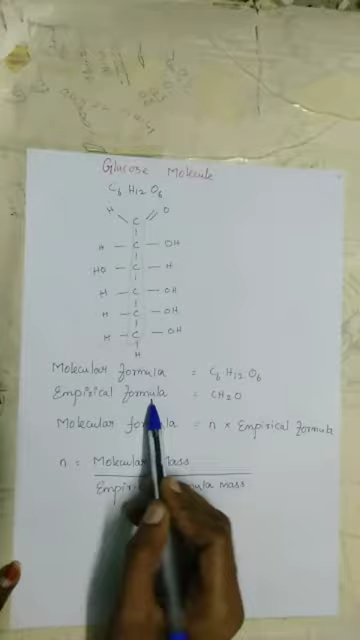 Glucose Molecule
C6 H12 O6
H O
C
H — C — OH
HO — C — H
H — C — OH
H — C — OH
H — C — OH
H
Molecular formula = C6 H12 O6
Empirical formula = CH2O
Molecular formula = n × Empirical Formula
n = Molecular Mass
Empirical Formula Mass